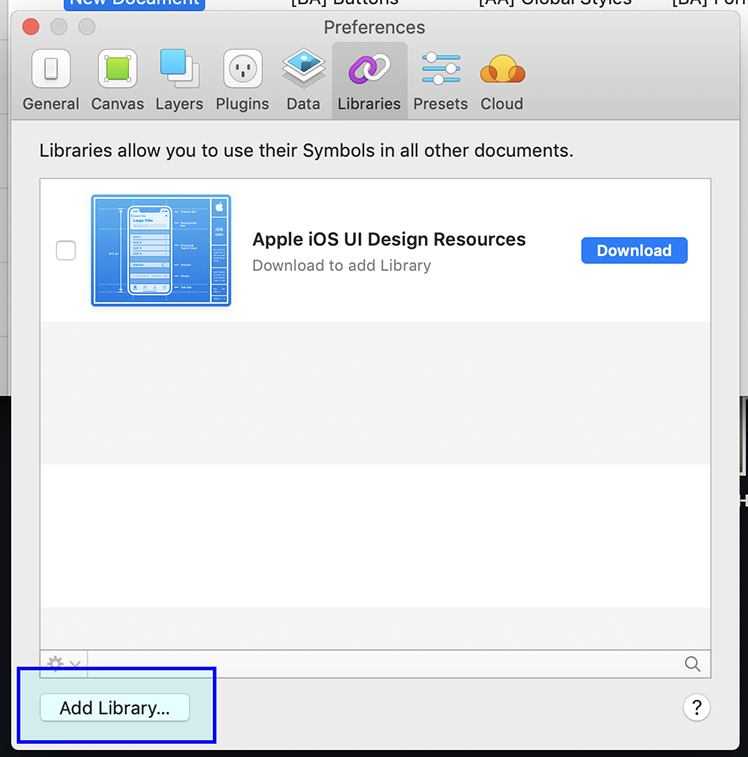 New Document
[BA] Buttons
[AA] Global Styles
Preferences
General
Canvas
Layers
Plugins
Data
Libraries
Presets
Cloud
Libraries allow you to use their Symbols in all other documents.
Large Title
iOS
Apple iOS UI Design Resources
Download to add Library
Download
Add Library...
?